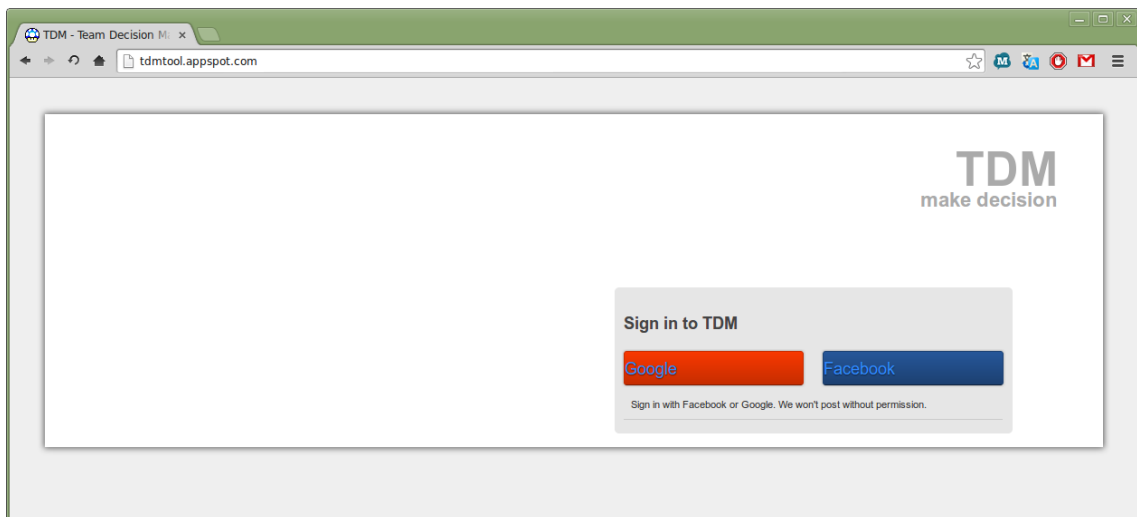 TDM - Team Decision M
tdmtool.appspot.com
TDM
make decision
Sign in to TDM
Google
Facebook
Sign in with Facebook or Google. We won't post without permission.